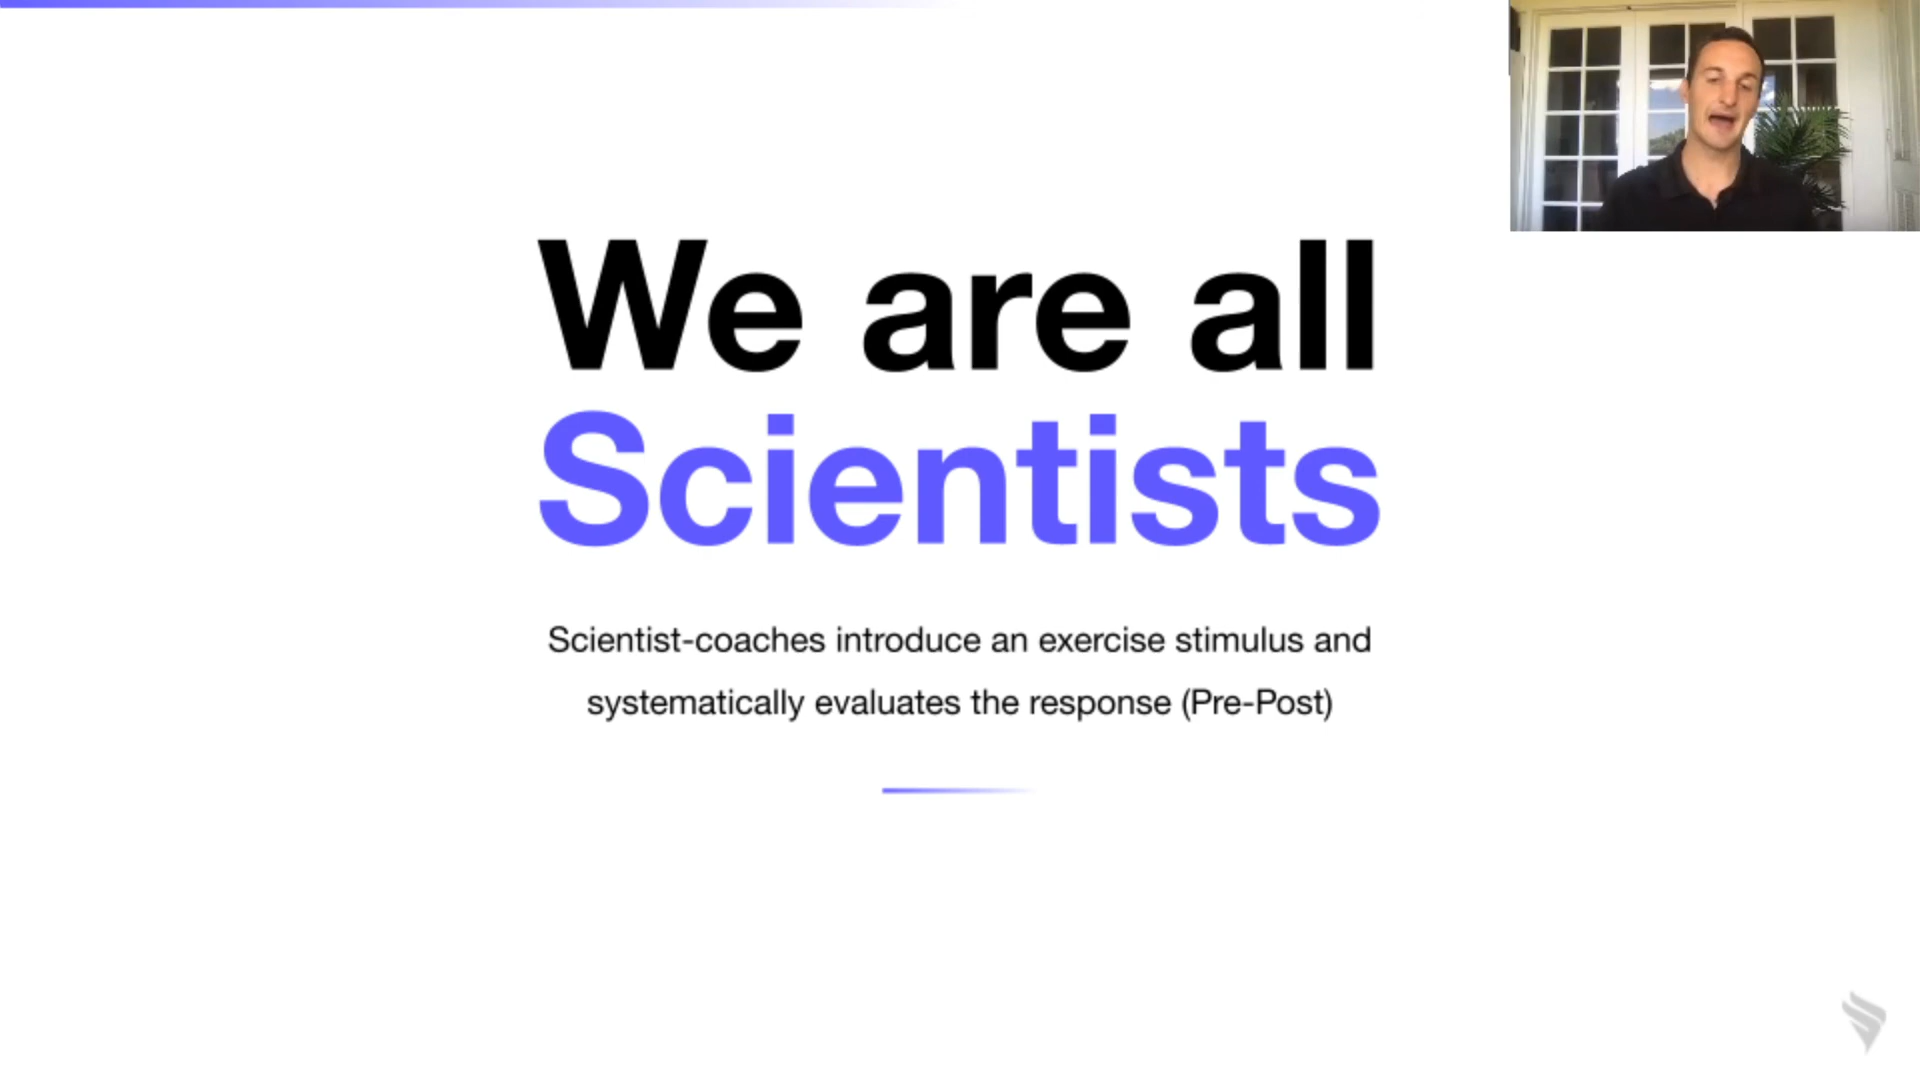 We are all
Scientists
Scientist-coaches introduce an exercise stimulus and
systematically evaluates the response (Pre-Post)